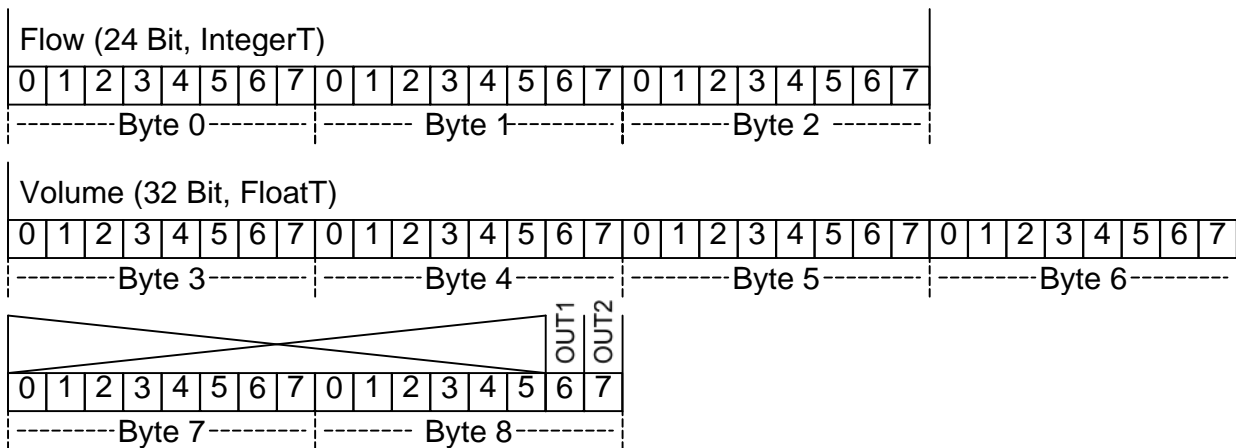 Flow (24 Bit, IntegerT)
0 1 2 3 4 5 6 7 0 1 2 3 4 5 6 7 0 1 2 3 4 5 6 7
Byte 0 Byte 1 Byte 2
Volume (32 Bit, FloatT)
0 1 2 3 4 5 6 7 0 1 2 3 4 5 6 7 0 1 2 3 4 5 6 7 0 1 2 3 4 5 6 7
Byte 3 Byte 4 Byte 5 Byte 6
OUT1 OUT2
0 1 2 3 4 5 6 7 0 1 2 3 4 5 6 7
Byte 7 Byte 8